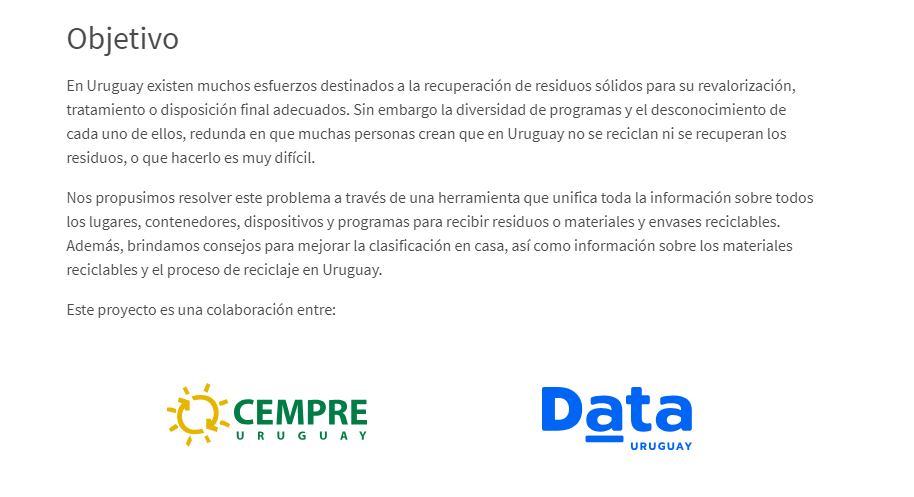 Objetivo
En Uruguay existen muchos esfuerzos destinados a la recuperación de residuos sólidos para su revalorización,
tratamiento o disposición final adecuados. Sin embargo la diversidad de programas y el desconocimiento de
cada uno de ellos, redunda en que muchas personas crean que en Uruguay no se reciclan ni se recuperan los
residuos, o que hacerlo es muy difícil.
Nos propusimos resolver este problema a través de una herramienta que unifica toda la información sobre todos
los lugares, contenedores, dispositivos y programas para recibir residuos o materiales y envases reciclables.
Además, brindamos consejos para mejorar la clasificación en casa, así como información sobre los materiales
reciclables y el proceso de reciclaje en Uruguay.
Este proyecto es una colaboración entre:
CEMPRE
URUGUAY
Data
URUGUAY